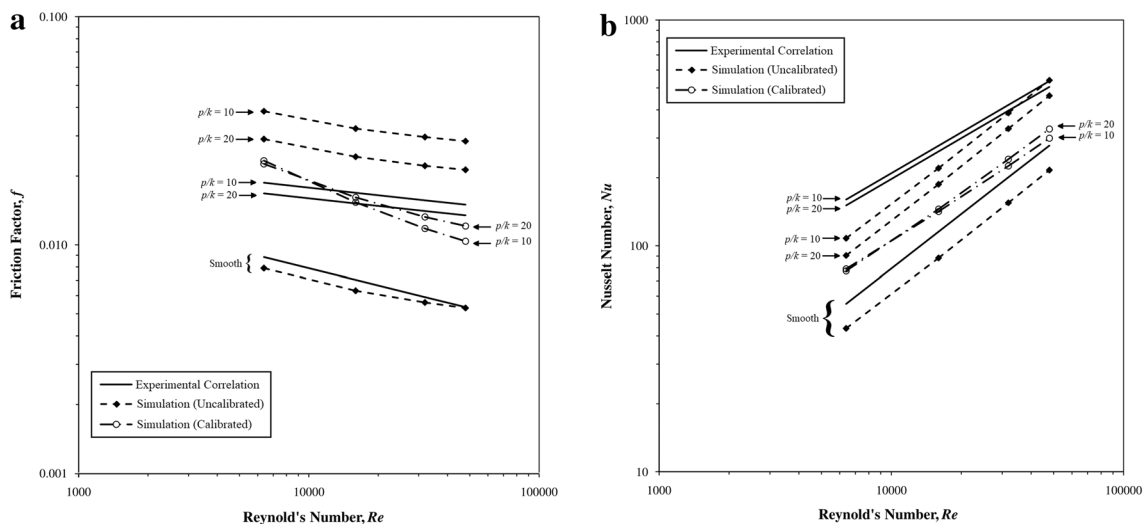 a
0.100
0.010
0.001
Friction Factor, f
p/k = 10
p/k = 20
p/k = 10
p/k = 20
p/k = 20
p/k = 10
Smooth {
Experimental Correlation
Simulation (Uncalibrated)
Simulation (Calibrated)
1000
10000
100000
Reynold's Number, Re
b
1000
100
10
Nusselt Number, Nu
Experimental Correlation
Simulation (Uncalibrated)
Simulation (Calibrated)
p/k = 20
p/k = 10
p/k = 10
p/k = 20
p/k = 10
p/k = 20
Smooth {
1000
10000
100000
Reynold's Number, Re